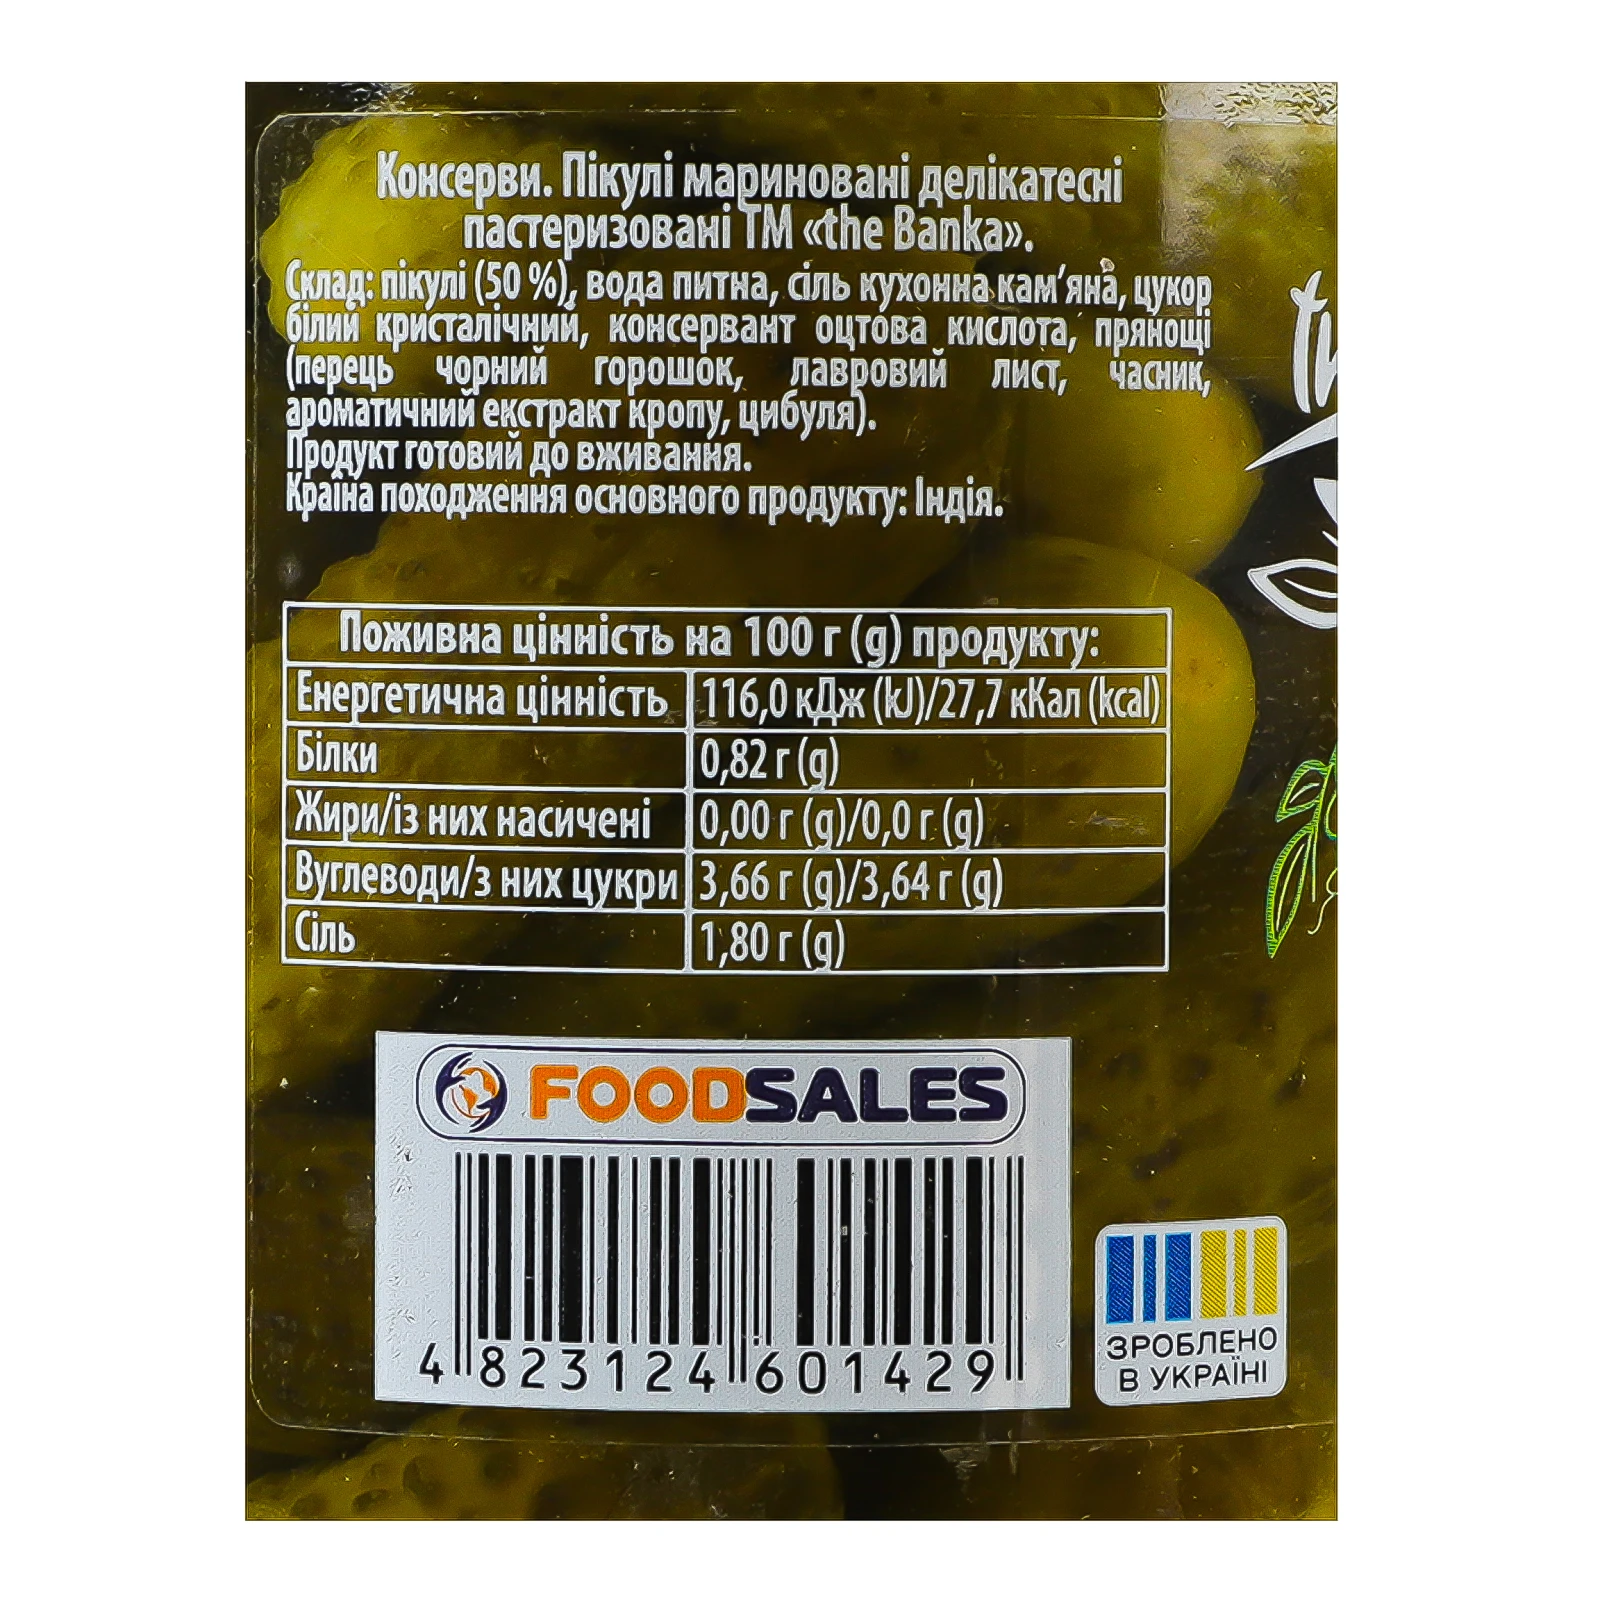 Консерви. Пікулі мариновані делікатесні
пастеризовані ТМ «the Banka».
Склад: пікулі (50 %), вода питна, сіль кухонна кам'яна, цукор
білий кристалічний, консервант оцтова кислота, прянощі
(перець чорний горошок, лавровий лист, часник,
ароматичний екстракт кропу, цибуля).
Продукт готовий до вживання.
Країна походження основного продукту: Індія.
Поживна цінність на 100 г (g) продукту:
Енергетична цінність 116,0 кДж (kJ)/27,7 кКал (kcal)
Білки 0,82 г (g)
Жири/із них насичені 0,00 г (g)/0,0 г (g)
Вуглеводи/з них цукри 3,66 г (g)/3,64 г (g)
Сіль 1,80 г (g)
FOODSALES
4 823124 601429
ЗРОБЛЕНО
В УКРАЇНІ